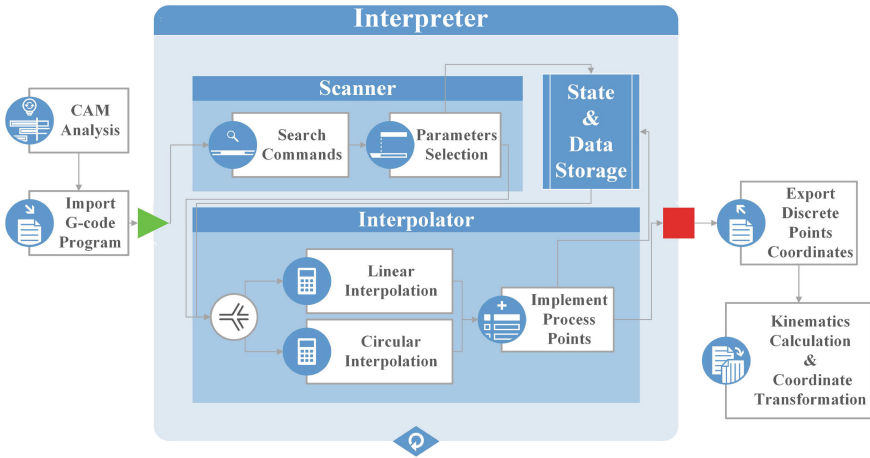 Interpreter
CAM
Analysis
Import
G-code
Program
Scanner
Search
Commands
Parameters
Selection
State
&
Data
Storage
Interpolator
Linear
Interpolation
Circular
Interpolation
Implement
Process
Points
Export
Discrete
Points
Coordinates
Kinematics
Calculation
&
Coordinate
Transformation